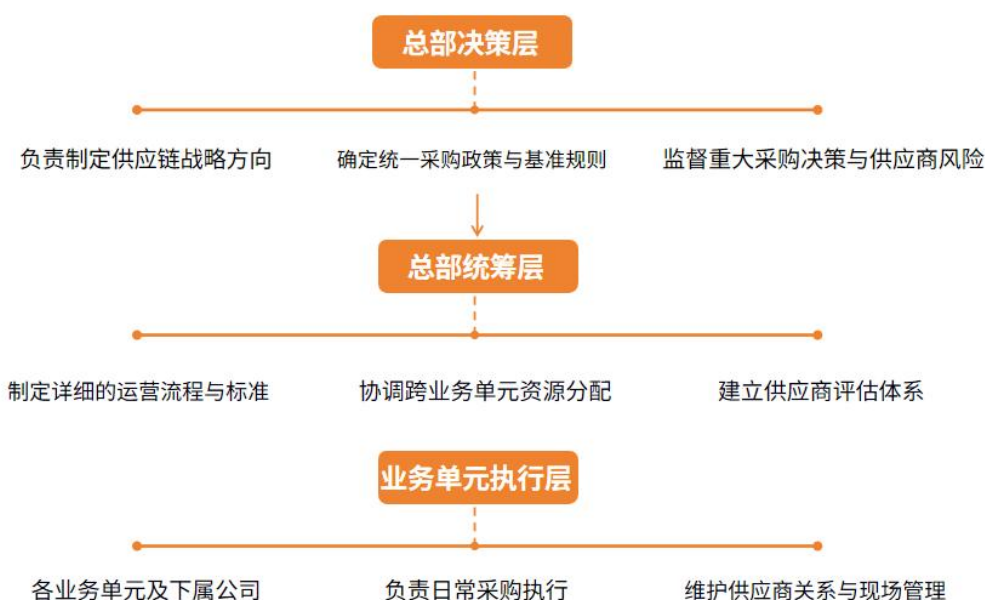 总部决策层
负责制定供应链战略方向
确定统一采购政策与基准规则
监督重大采购决策与供应商风险
总部统筹层
制定详细的运营流程与标准
协调跨业务单元资源分配
建立供应商评估体系
业务单元执行层
各业务单元及下属公司
负责日常采购执行
维护供应商关系与现场管理